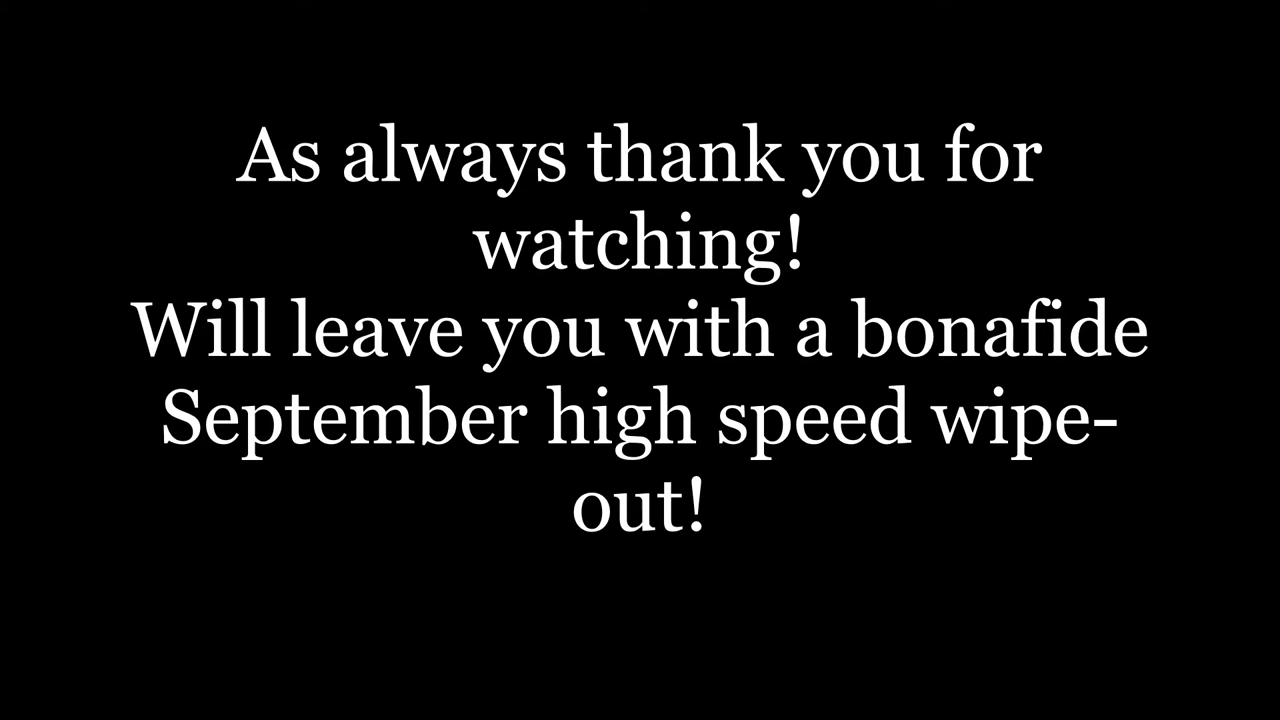 As always thank you for
watching!
Will leave you with a bonafide
September high speed wipe-
out!